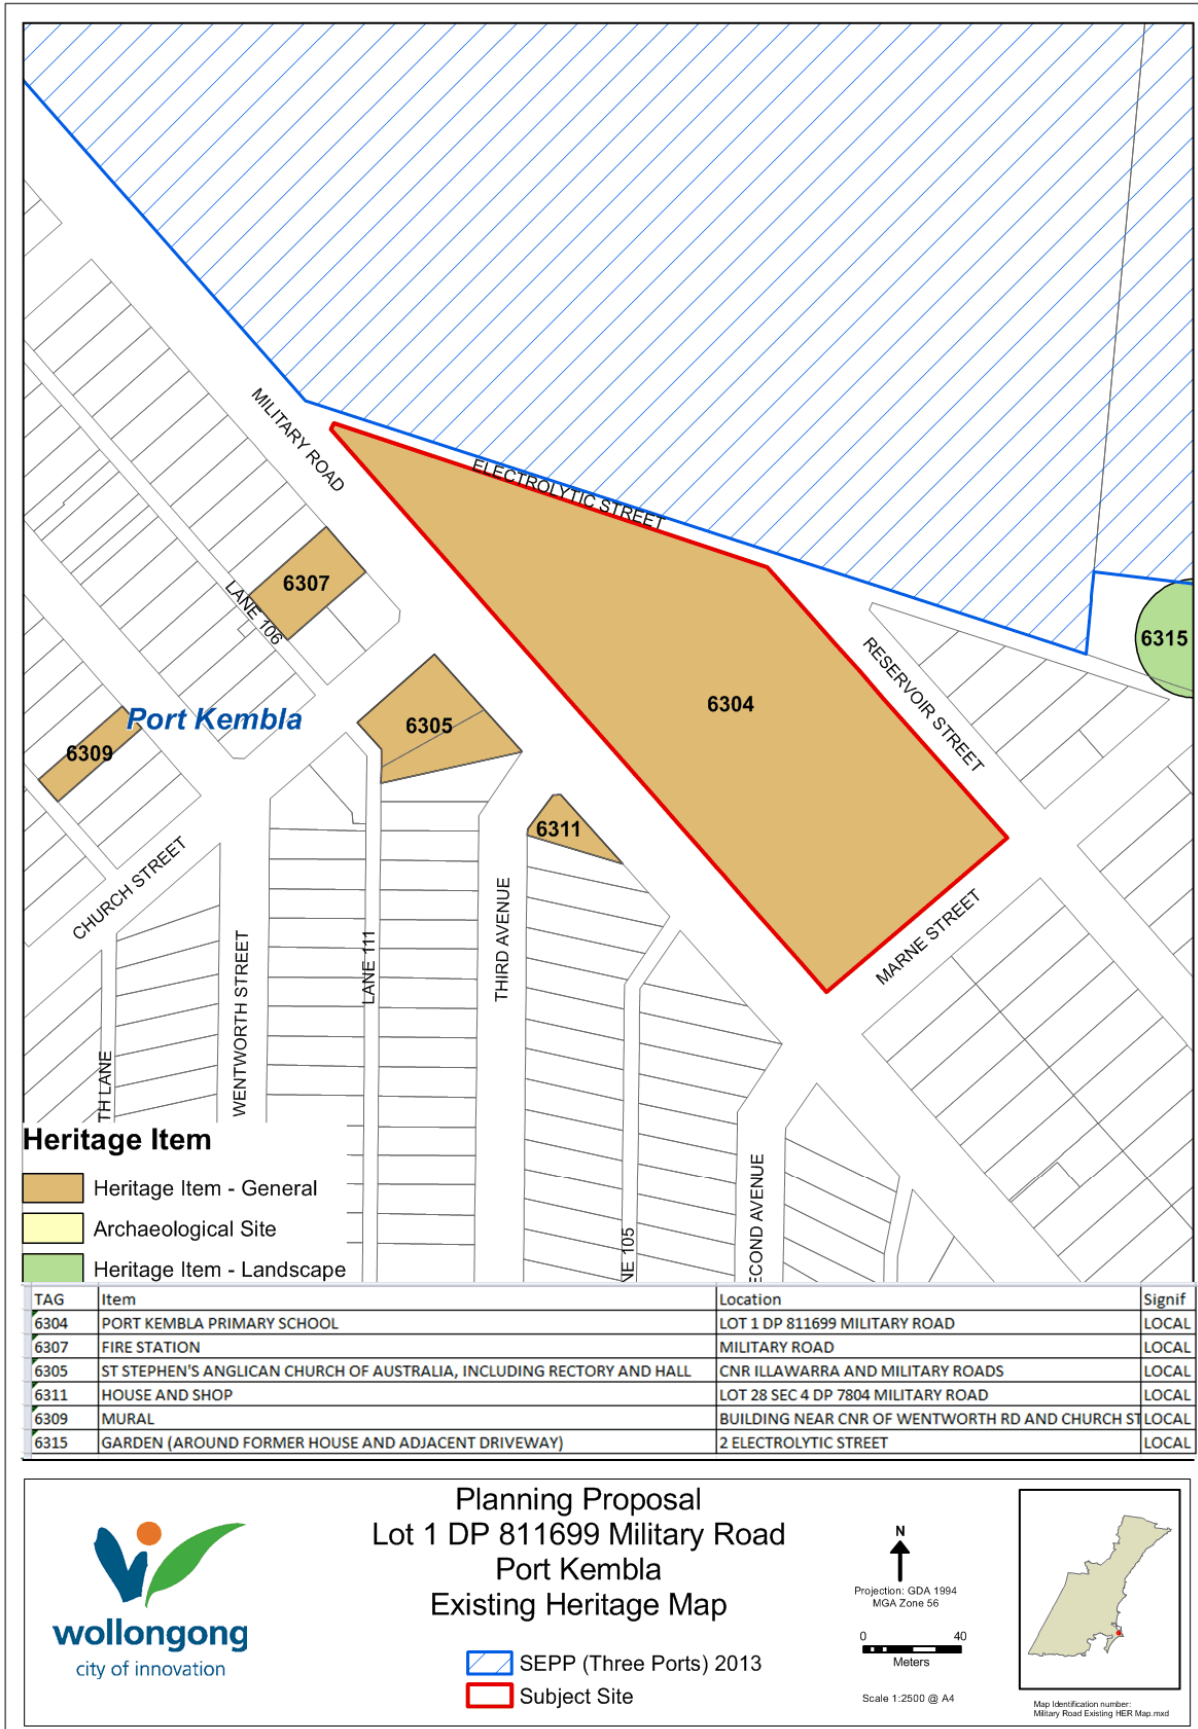 MILITARY ROAD
ELECTROLYTIC STREET
6307
LANE 106
6315
RESERVOIR STREET
6304
Port Kembla
6305
6309
6311
CHURCH STREET
MARNE STREET
WENTWORTH STREET
LANE 111
THIRD AVENUE
TH LANE
NE 105
ECOND AVENUE
Heritage Item
Heritage Item - General
Archaeological Site
Heritage Item - Landscape
TAG Item Location Signif
6304 PORT KEMBLA PRIMARY SCHOOL LOT 1 DP 811699 MILITARY ROAD LOCAL
6307 FIRE STATION MILITARY ROAD LOCAL
6305 ST STEPHEN'S ANGLICAN CHURCH OF AUSTRALIA, INCLUDING RECTORY AND HALL CNR ILLAWARRA AND MILITARY ROADS LOCAL
6311 HOUSE AND SHOP LOT 28 SEC 4 DP 7804 MILITARY ROAD LOCAL
6309 MURAL BUILDING NEAR CNR OF WENTWORTH RD AND CHURCH ST LOCAL
6315 GARDEN (AROUND FORMER HOUSE AND ADJACENT DRIVEWAY) 2 ELECTROLYTIC STREET LOCAL
wollongong
city of innovation
Planning Proposal
Lot 1 DP 811699 Military Road
Port Kembla
Existing Heritage Map
SEPP (Three Ports) 2013
Subject Site
N
Projection: GDA 1994
MGA Zone 56
0 40
Meters
Scale 1:2500 @ A4
Map Identification number:
Military Road Existing HER Map.mxd